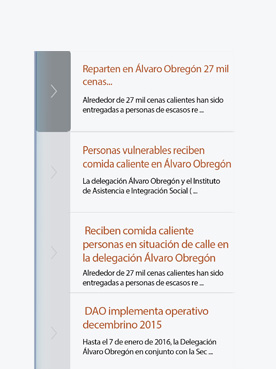 Reparten en Álvaro Obregón 27 mil
cenas...
Alrededor de 27 mil cenas calientes han sido
entregadas a personas de escasos re ...
Personas vulnerables reciben
comida caliente en Álvaro Obregón
La delegación Álvaro Obregón y el Instituto
de Asistencia e Integración Social ( ...
Reciben comida caliente
personas en situación de calle en
la delegación Álvaro Obregón
Alrededor de 27 mil cenas calientes han sido
entregadas a personas de escasos re ...
DAO implementa operativo
decembrino 2015
Hasta el 7 de enero de 2016, la Delegación
Álvaro Obregón en conjunto con la Sec ...